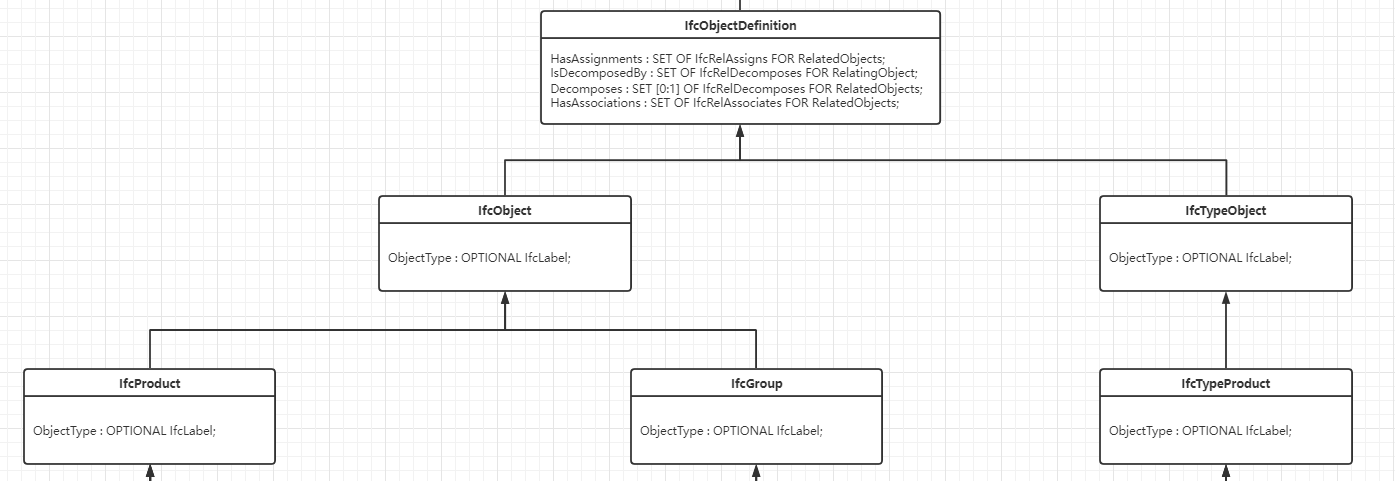 IfcObjectDefinition
HasAssignments : SET OF IfcRelAssigns FOR RelatedObjects;
IsDecomposedBy : SET OF IfcRelDecomposes FOR RelatingObject;
Decomposes : SET [0:1] OF IfcRelDecomposes FOR RelatedObjects;
HasAssociations : SET OF IfcRelAssociates FOR RelatedObjects;
IfcObject
ObjectType : OPTIONAL IfcLabel;
IfcTypeObject
ObjectType : OPTIONAL IfcLabel;
IfcProduct
ObjectType : OPTIONAL IfcLabel;
IfcGroup
ObjectType : OPTIONAL IfcLabel;
IfcTypeProduct
ObjectType : OPTIONAL IfcLabel;